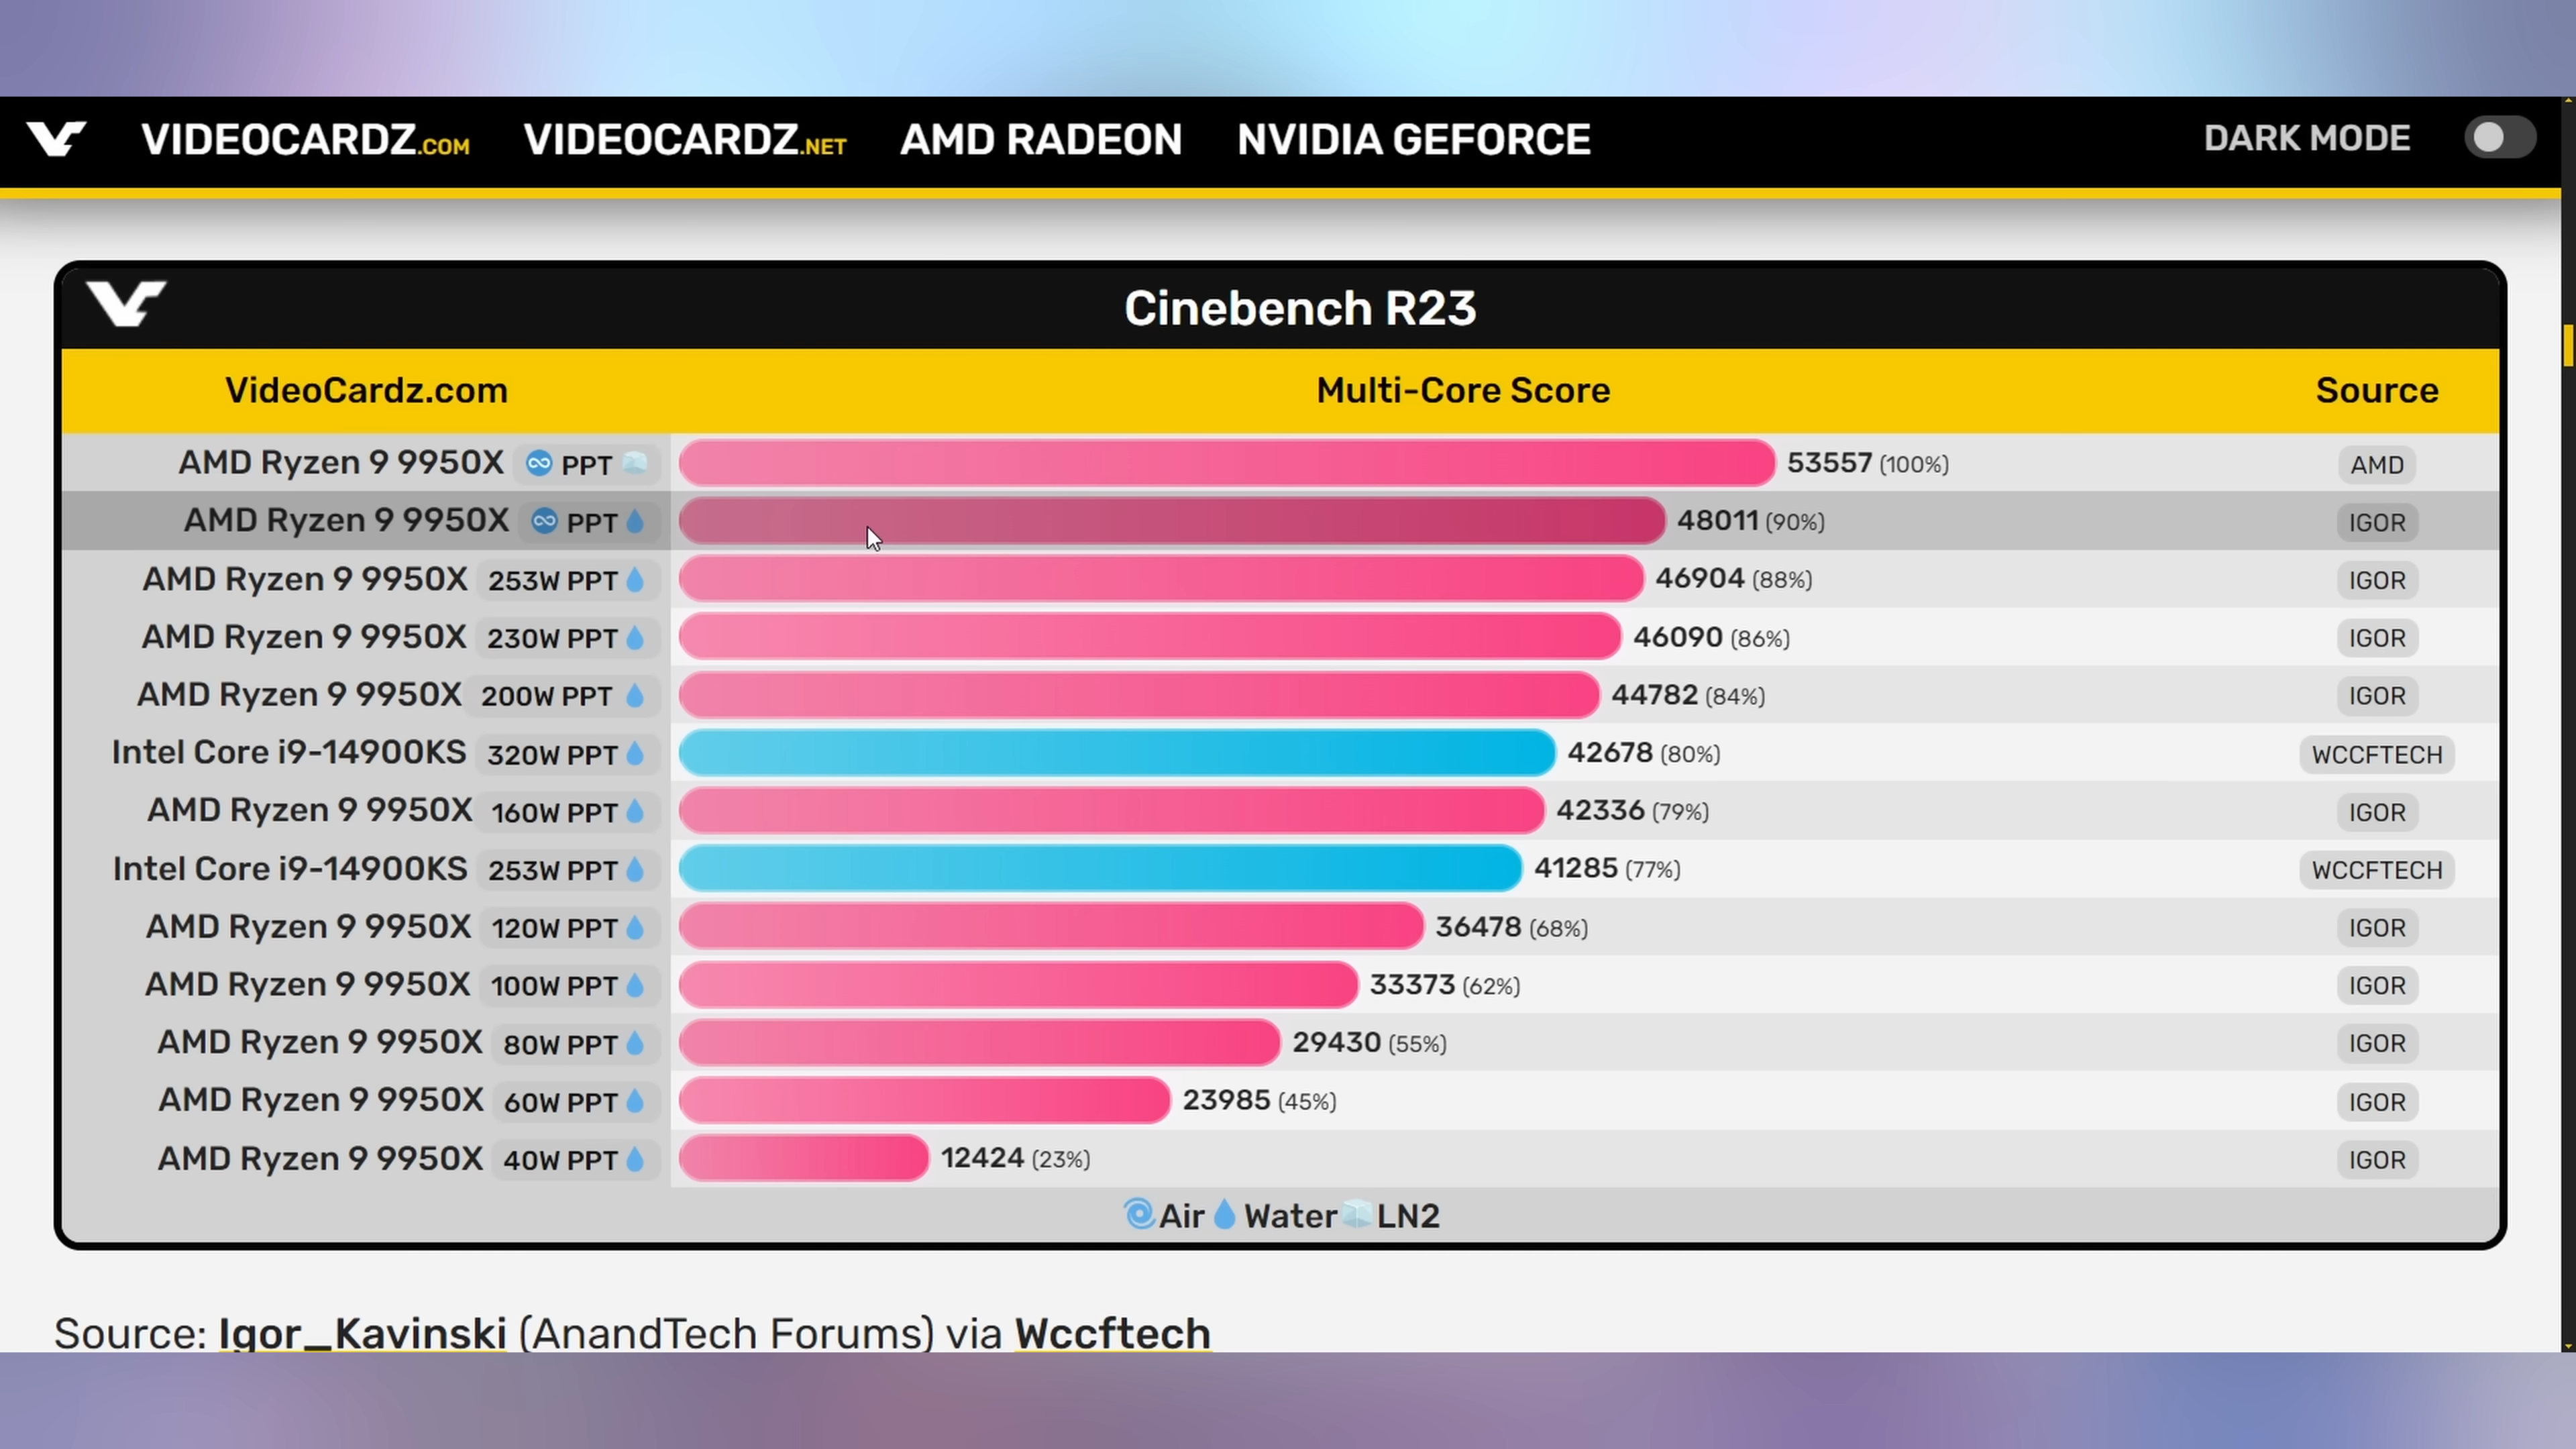 VIDEOCARDZ.COM VIDEOCARDZ.NET AMD RADEON NVIDIA GEFORCE DARK MODE
Cinebench R23
VideoCardz.com Multi-Core Score Source
AMD Ryzen 9 9950X ∞ PPT 53557 (100%) AMD
AMD Ryzen 9 9950X ∞ PPT 48011 (90%) IGOR
AMD Ryzen 9 9950X 253W PPT 46904 (88%) IGOR
AMD Ryzen 9 9950X 230W PPT 46090 (86%) IGOR
AMD Ryzen 9 9950X 200W PPT 44782 (84%) IGOR
Intel Core i9-14900KS 320W PPT 42678 (80%) WCCFTECH
AMD Ryzen 9 9950X 160W PPT 42336 (79%) IGOR
Intel Core i9-14900KS 253W PPT 41285 (77%) WCCFTECH
AMD Ryzen 9 9950X 120W PPT 36478 (68%) IGOR
AMD Ryzen 9 9950X 100W PPT 33373 (62%) IGOR
AMD Ryzen 9 9950X 80W PPT 29430 (55%) IGOR
AMD Ryzen 9 9950X 60W PPT 23985 (45%) IGOR
AMD Ryzen 9 9950X 40W PPT 12424 (23%) IGOR
Air Water LN2
Source: Igor_Kavinski (AnandTech Forums) via Wccftech